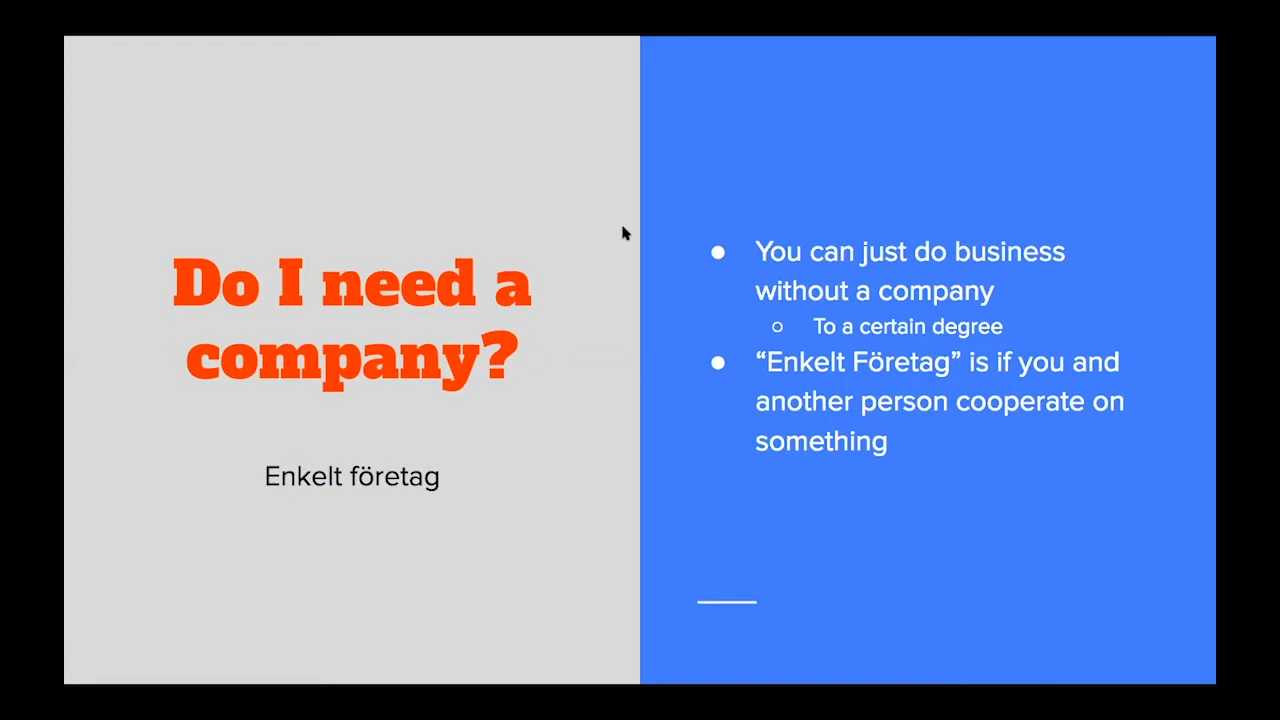 Do I need a
company?
Enkelt företag
● You can just do business
without a company
○ To a certain degree
● “Enkelt Företag” is if you and
another person cooperate on
something